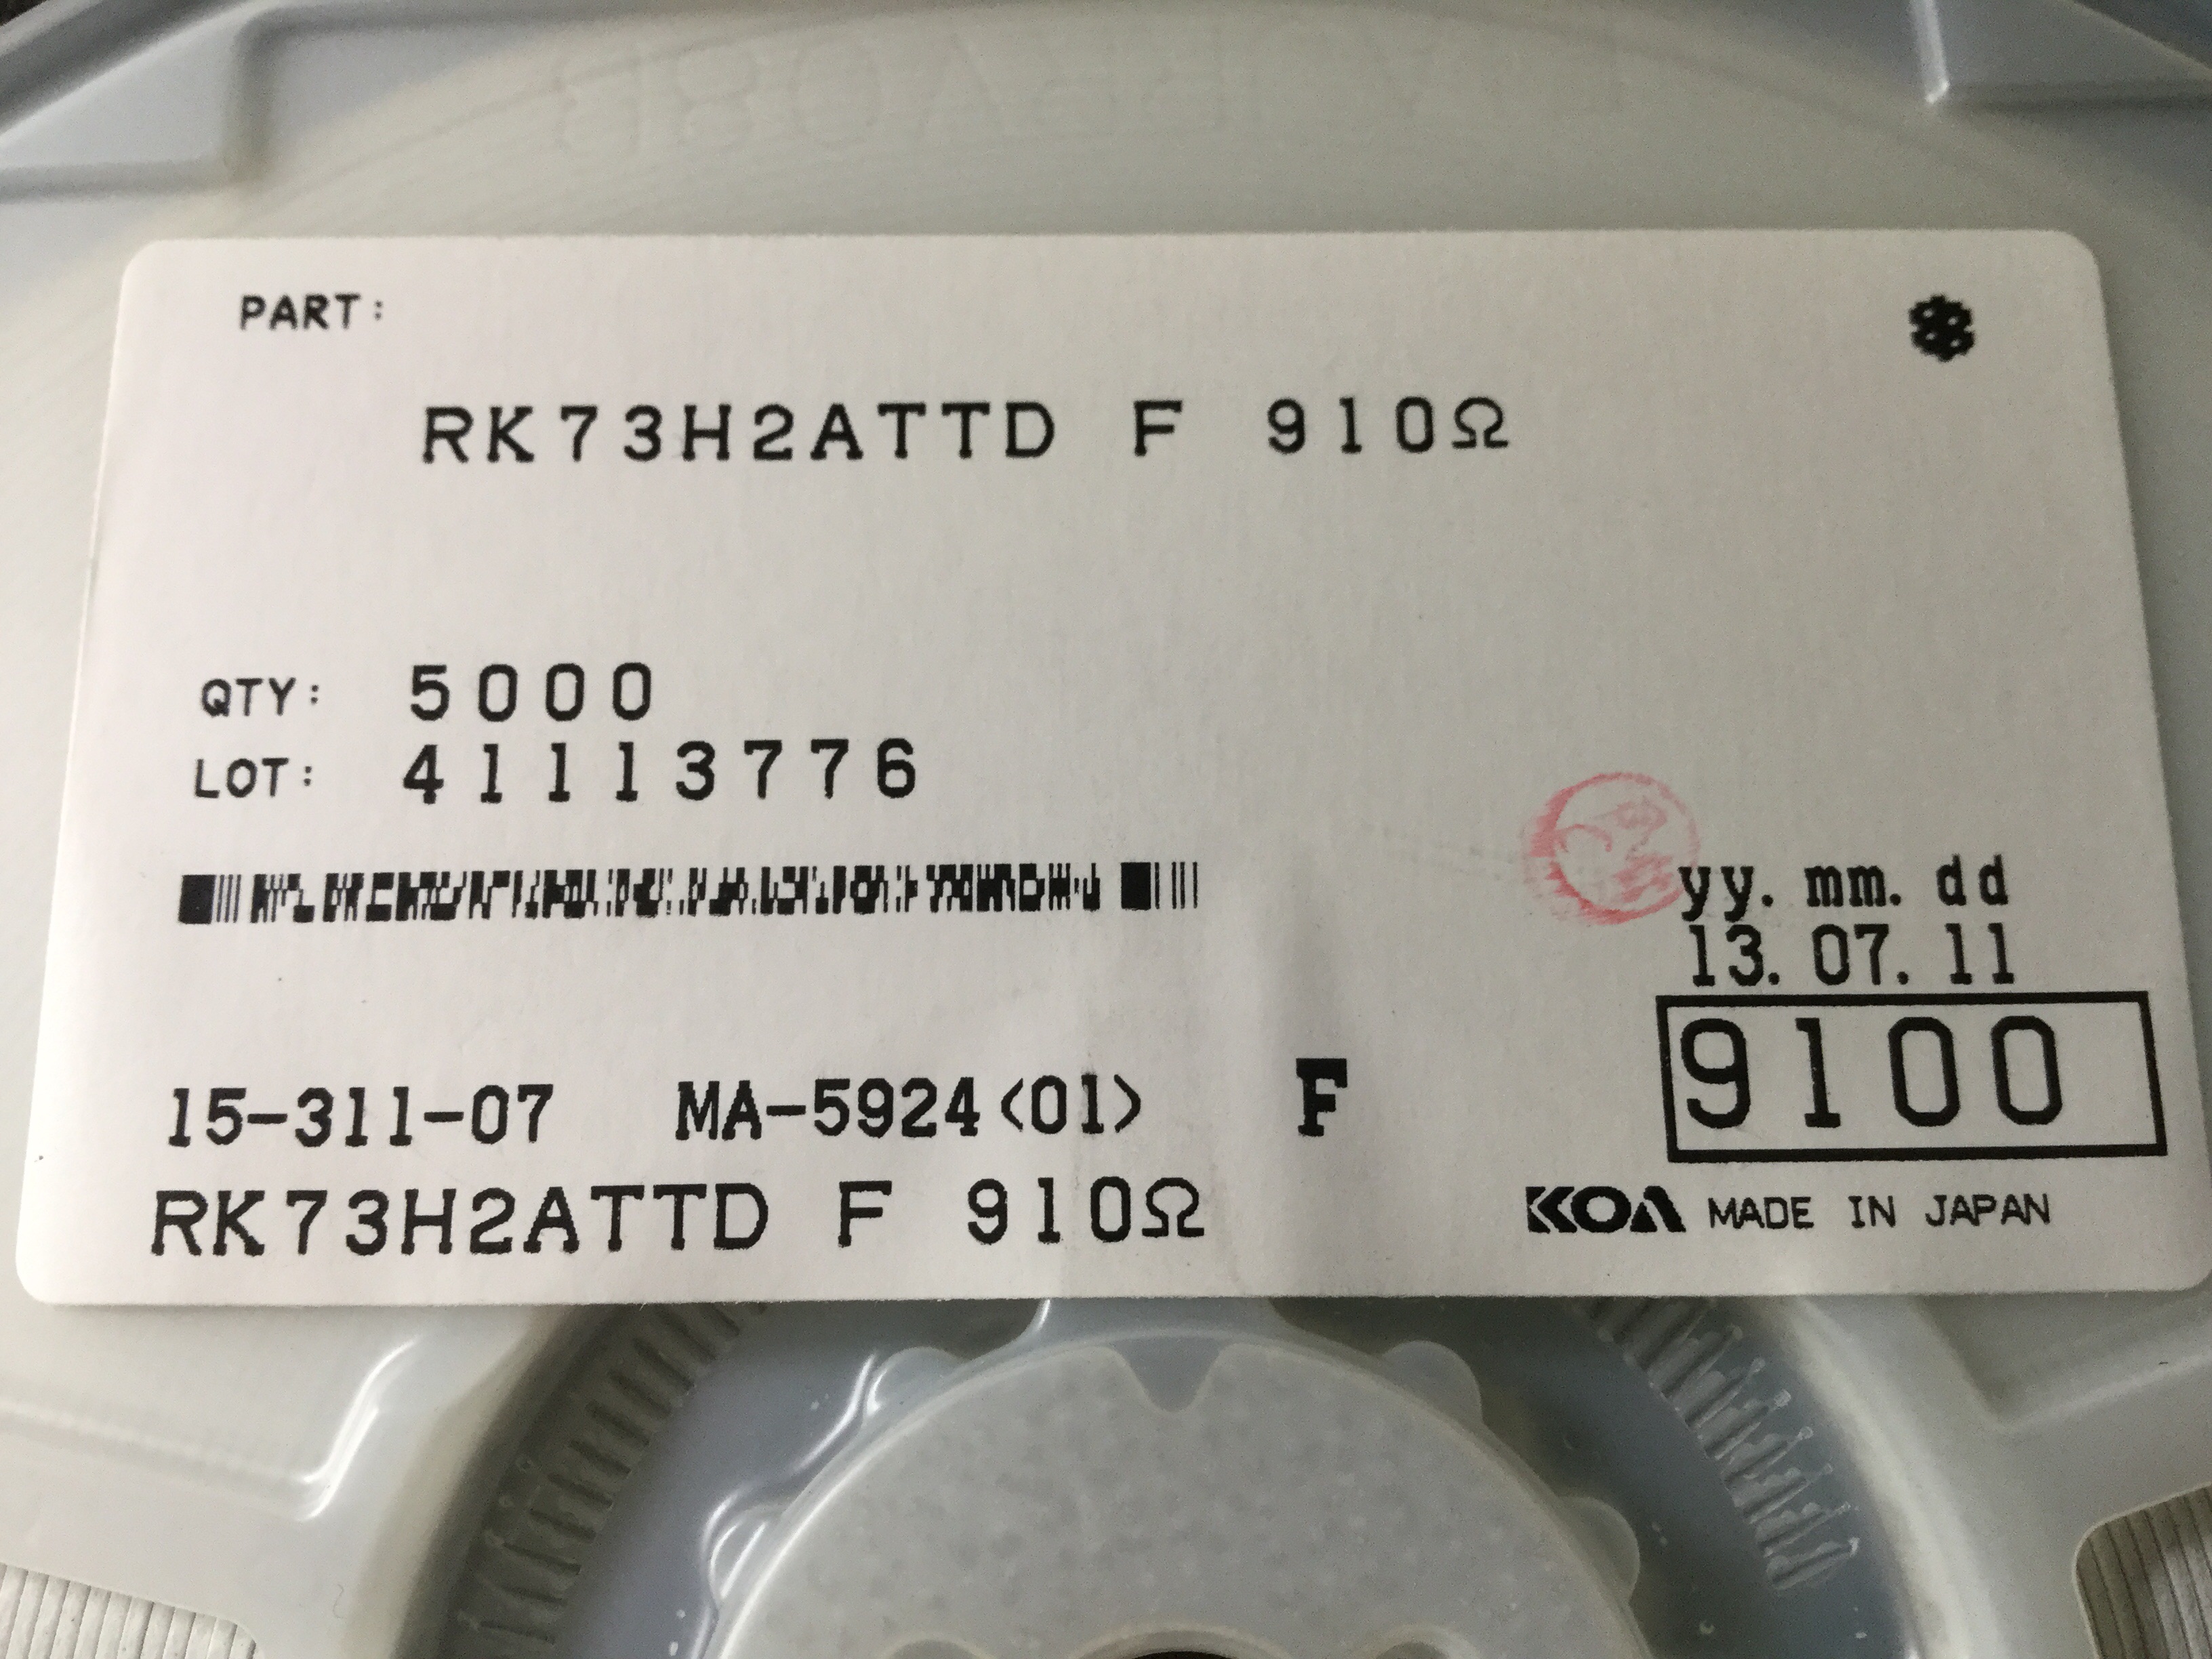 PART:
RK73H2ATTD F 910Ω
QTY: 5000
LOT: 41113776
yy. mm. dd
13. 07. 11
9100
15-311-07 MA-5924<01> F
RK73H2ATTD F 910Ω
KOA MADE IN JAPAN